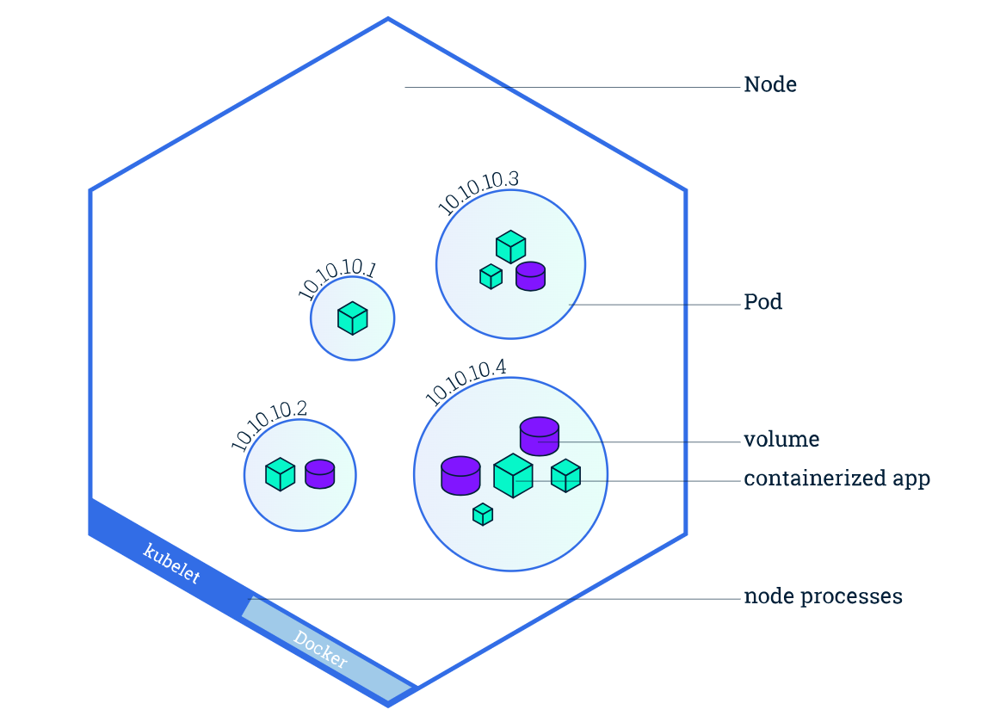 Node
10.10.10.3
10.10.10.1
Pod
10.10.10.4
10.10.10.2
volume
containerized app
kubelet
node processes
Docker